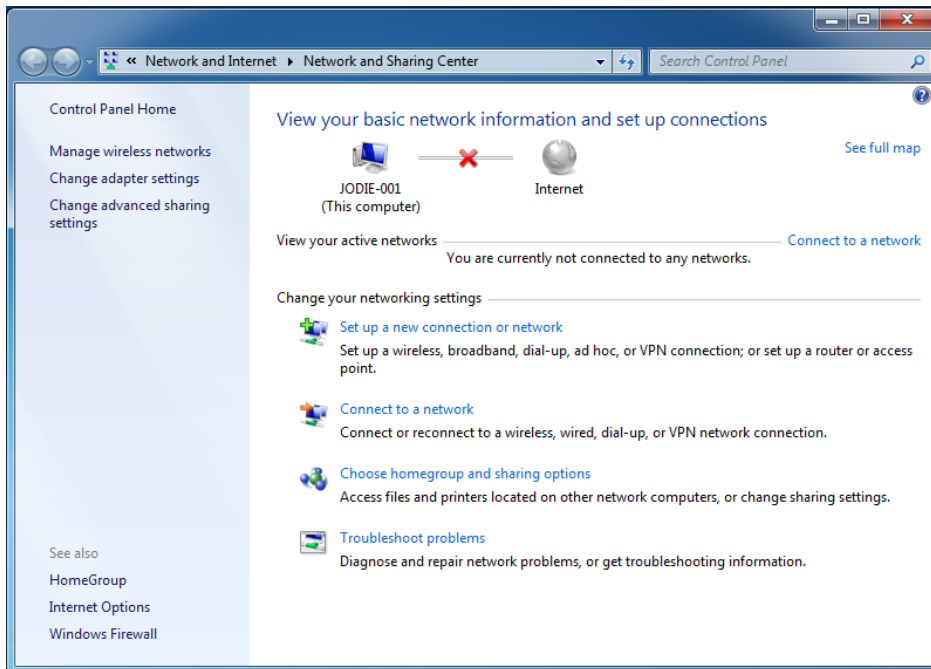 « Network and Internet ▸ Network and Sharing Center
Search Control Panel
Control Panel Home
Manage wireless networks
Change adapter settings
Change advanced sharing
settings
View your basic network information and set up connections
See full map
JODIE-001
(This computer)
Internet
View your active networks
Connect to a network
You are currently not connected to any networks.
Change your networking settings
Set up a new connection or network
Set up a wireless, broadband, dial-up, ad hoc, or VPN connection; or set up a router or access
point.
Connect to a network
Connect or reconnect to a wireless, wired, dial-up, or VPN network connection.
Choose homegroup and sharing options
Access files and printers located on other network computers, or change sharing settings.
Troubleshoot problems
Diagnose and repair network problems, or get troubleshooting information.
See also
HomeGroup
Internet Options
Windows Firewall